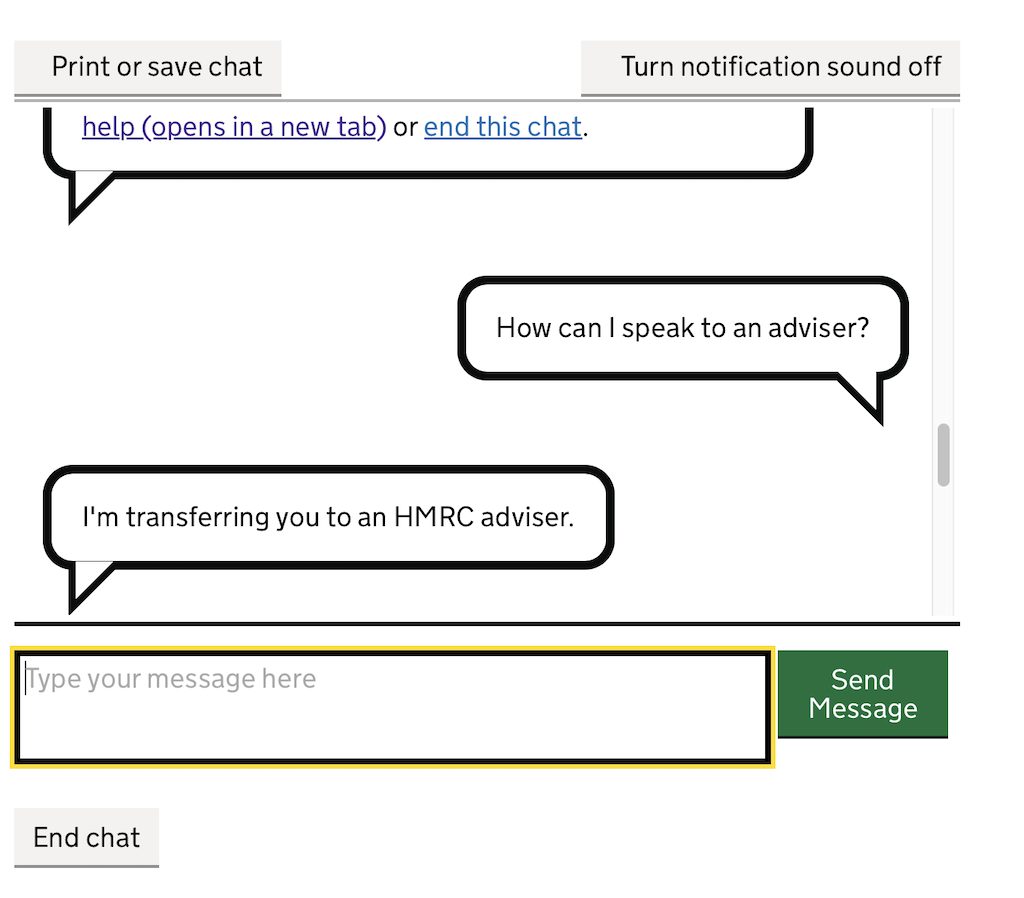 Print or save chat
Turn notification sound off
help (opens in a new tab) or end this chat.
How can I speak to an adviser?
I'm transferring you to an HMRC adviser.
Type your message here
Send
Message
End chat